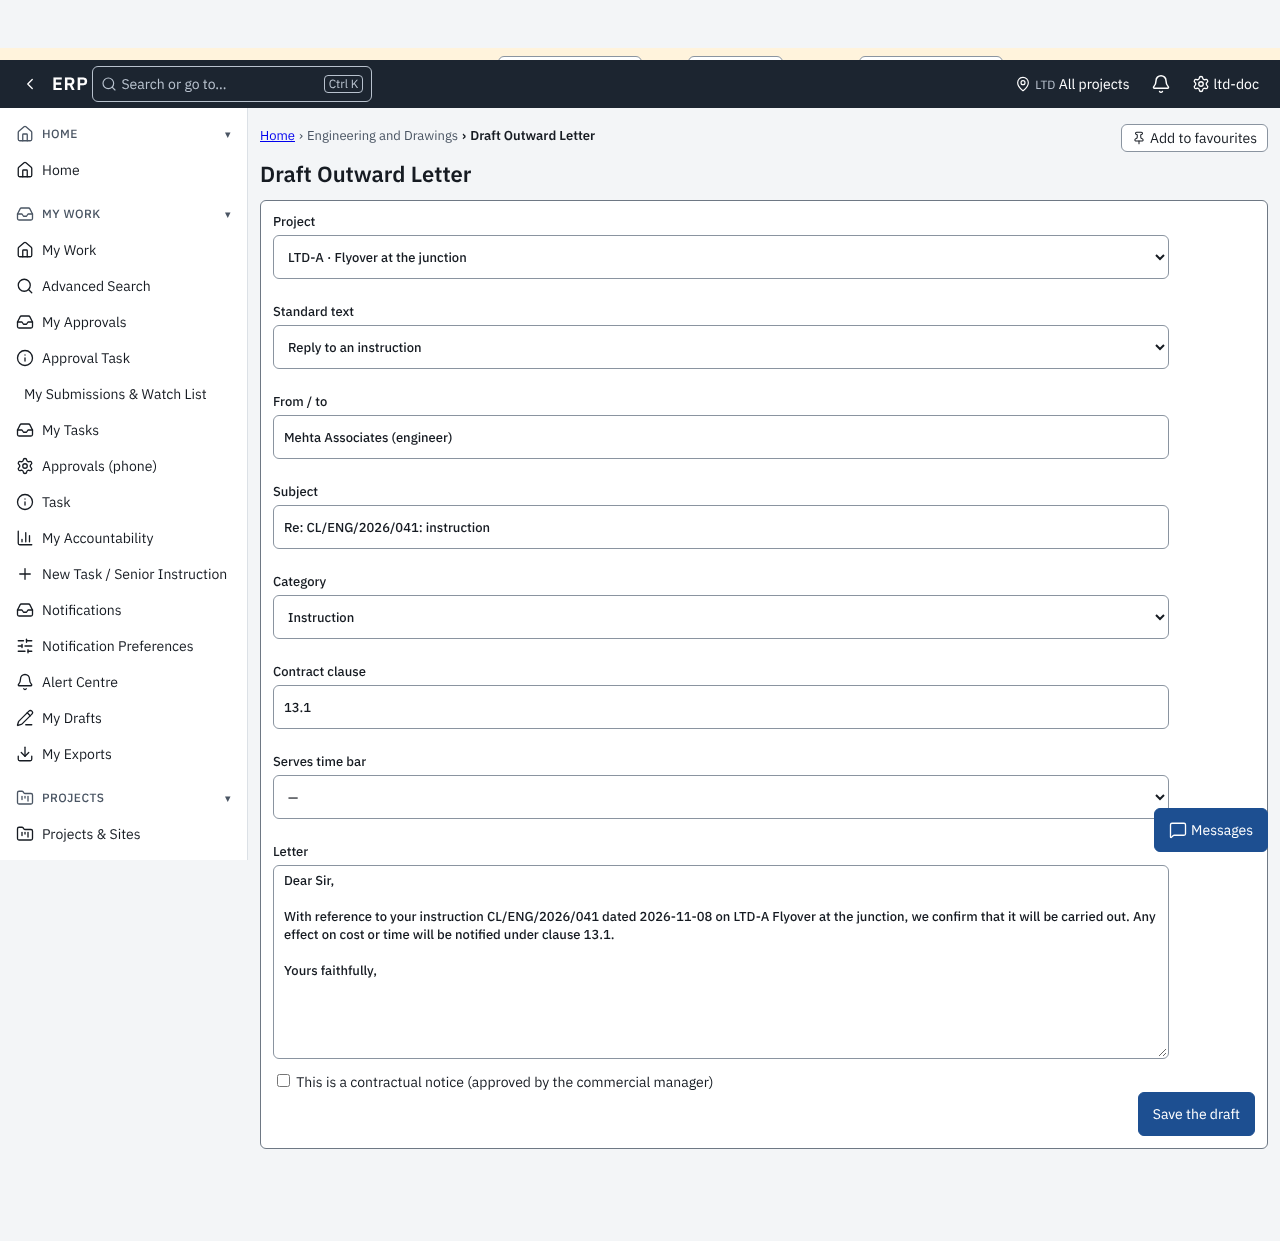 ERP
Search or go to...
Ctrl K
LTD All projects
ltd-doc
HOME
Home
MY WORK
My Work
Advanced Search
My Approvals
Approval Task
My Submissions & Watch List
My Tasks
Approvals (phone)
Task
My Accountability
New Task / Senior Instruction
Notifications
Notification Preferences
Alert Centre
My Drafts
My Exports
PROJECTS
Projects & Sites
Home › Engineering and Drawings › Draft Outward Letter
Add to favourites
Draft Outward Letter
Project
LTD-A · Flyover at the junction
Standard text
Reply to an instruction
From / to
Mehta Associates (engineer)
Subject
Re: CL/ENG/2026/041: instruction
Category
Instruction
Contract clause
13.1
Serves time bar
—
Messages
Letter
Dear Sir,
With reference to your instruction CL/ENG/2026/041 dated 2026-11-08 on LTD-A Flyover at the junction, we confirm that it will be carried out. Any
effect on cost or time will be notified under clause 13.1.
Yours faithfully,
This is a contractual notice (approved by the commercial manager)
Save the draft